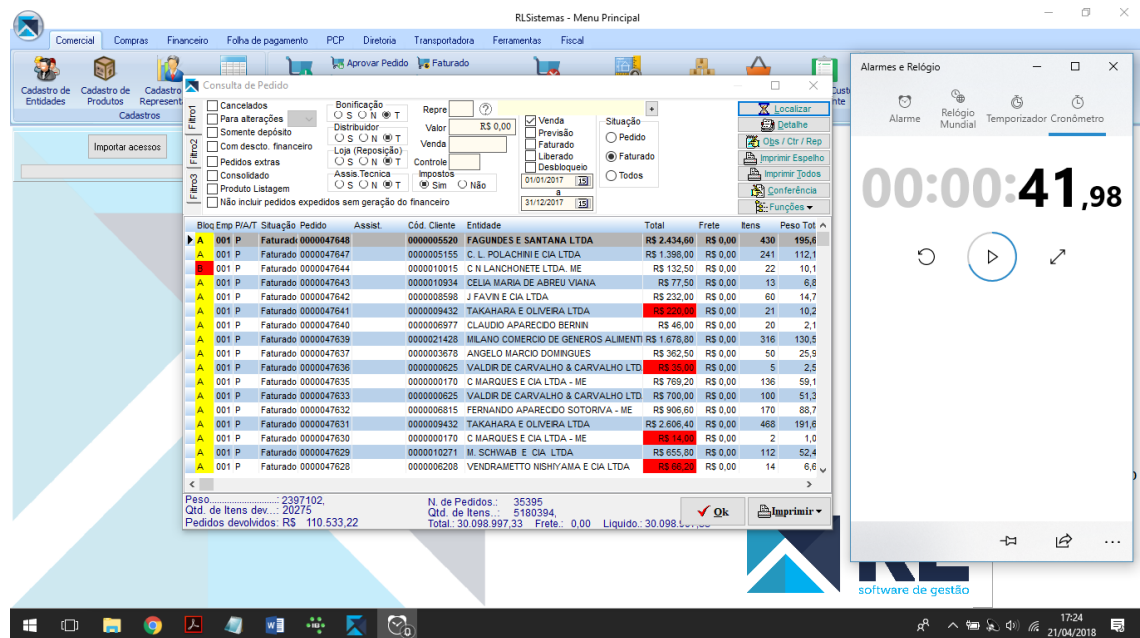 RLSistemas - Menu Principal
Comercial Compras Financeiro Folha de pagamento PCP Diretoria Transportadora Ferramentas Fiscal
Aprovar Pedido Faturado
Cadastro de Entidades Cadastro de Produtos Cadastro Represent
Cadastros
Importar acessos
Consulta de Pedido
Filtro1
Filtro2
Filtro3
Cancelados
Para alterações
Somente depósito
Com descto. financeiro
Pedidos extras
Consolidado
Produto Listagem
Não incluir pedidos expedidos sem geração do financeiro
Bonificação
S N T
Distribuidor
S N T
Loja (Reposição)
S N T
Assis.Tecnica
S N T
Repre
Valor R$ 0,00
Venda
Controle
Impostos
Sim Não
Venda
Previsão
Faturado
Liberado
Desbloqueio
01/01/2017 15
a
31/12/2017 15
Situação
Pedido
Faturado
Todos
Localizar
Detalhe
Obs / Ctr / Rep
Imprimir Espelho
Imprimir Todos
Conferência
Funções
Bloq Emp P/A/T Situação Pedido Assist. Cód. Cliente Entidade Total Frete Itens Peso Tot
A 001 P Faturado 0000047648 0000005520 FAGUNDES E SANTANA LTDA R$ 2.434,60 R$ 0,00 430 195,6
A 001 P Faturado 0000047647 0000005155 C. L. POLACHINI E CIA LTDA R$ 1.398,00 R$ 0,00 241 112,1
B 001 P Faturado 0000047644 0000010015 C N LANCHONETE LTDA. ME R$ 132,50 R$ 0,00 22 10,1
A 001 P Faturado 0000047643 0000010934 CELIA MARIA DE ABREU VIANA R$ 77,50 R$ 0,00 13 6,8
A 001 P Faturado 0000047642 0000008598 J FAVIN E CIA LTDA R$ 232,00 R$ 0,00 60 14,7
A 001 P Faturado 0000047641 0000009432 TAKAHARA E OLIVEIRA LTDA R$ 220,00 R$ 0,00 21 10,2
A 001 P Faturado 0000047640 0000006977 CLAUDIO APARECIDO BERNIN R$ 46,00 R$ 0,00 20 2,1
A 001 P Faturado 0000047639 0000021428 MILANO COMERCIO DE GENEROS ALIMENTI R$ 1.678,80 R$ 0,00 316 130,5
A 001 P Faturado 0000047637 0000003678 ANGELO MARCIO DOMINGUES R$ 362,50 R$ 0,00 50 25,9
A 001 P Faturado 0000047636 0000000625 VALDIR DE CARVALHO & CARVALHO LTD R$ 35,00 R$ 0,00 5 2,5
A 001 P Faturado 0000047635 0000000170 C MARQUES E CIA LTDA - ME R$ 769,20 R$ 0,00 136 59,1
A 001 P Faturado 0000047633 0000000625 VALDIR DE CARVALHO & CARVALHO LTD R$ 700,00 R$ 0,00 100 51,3
A 001 P Faturado 0000047632 0000006815 FERNANDO APARECIDO SOTORIVA - ME R$ 906,60 R$ 0,00 170 88,7
A 001 P Faturado 0000047631 0000009432 TAKAHARA E OLIVEIRA LTDA R$ 2.606,40 R$ 0,00 468 191,6
A 001 P Faturado 0000047630 0000000170 C MARQUES E CIA LTDA - ME R$ 14,00 R$ 0,00 2 1,0
A 001 P Faturado 0000047629 0000010271 M. SCHWAB E CIA LTDA R$ 655,80 R$ 0,00 112 52,4
A 001 P Faturado 0000047628 0000006208 VENDRAMETTO NISHIYAMA E CIA LTDA R$ 66,20 R$ 0,00 14 6,6
Peso..........................: 2397102, N. de Pedidos.: 35395
Qtd. de Itens dev...: 20275 Qtd. de Itens..: 5180394,
Pedidos devolvidos: R$ 110.533,22 Total.: 30.098.997,33 Frete.: 0,00 Liquido.: 30.098.997,33
Ok Imprimir
Alarmes e Relógio
Alarme Relógio Mundial Temporizador Cronômetro
00:00:41,98
software de gestão
17:24
21/04/2018